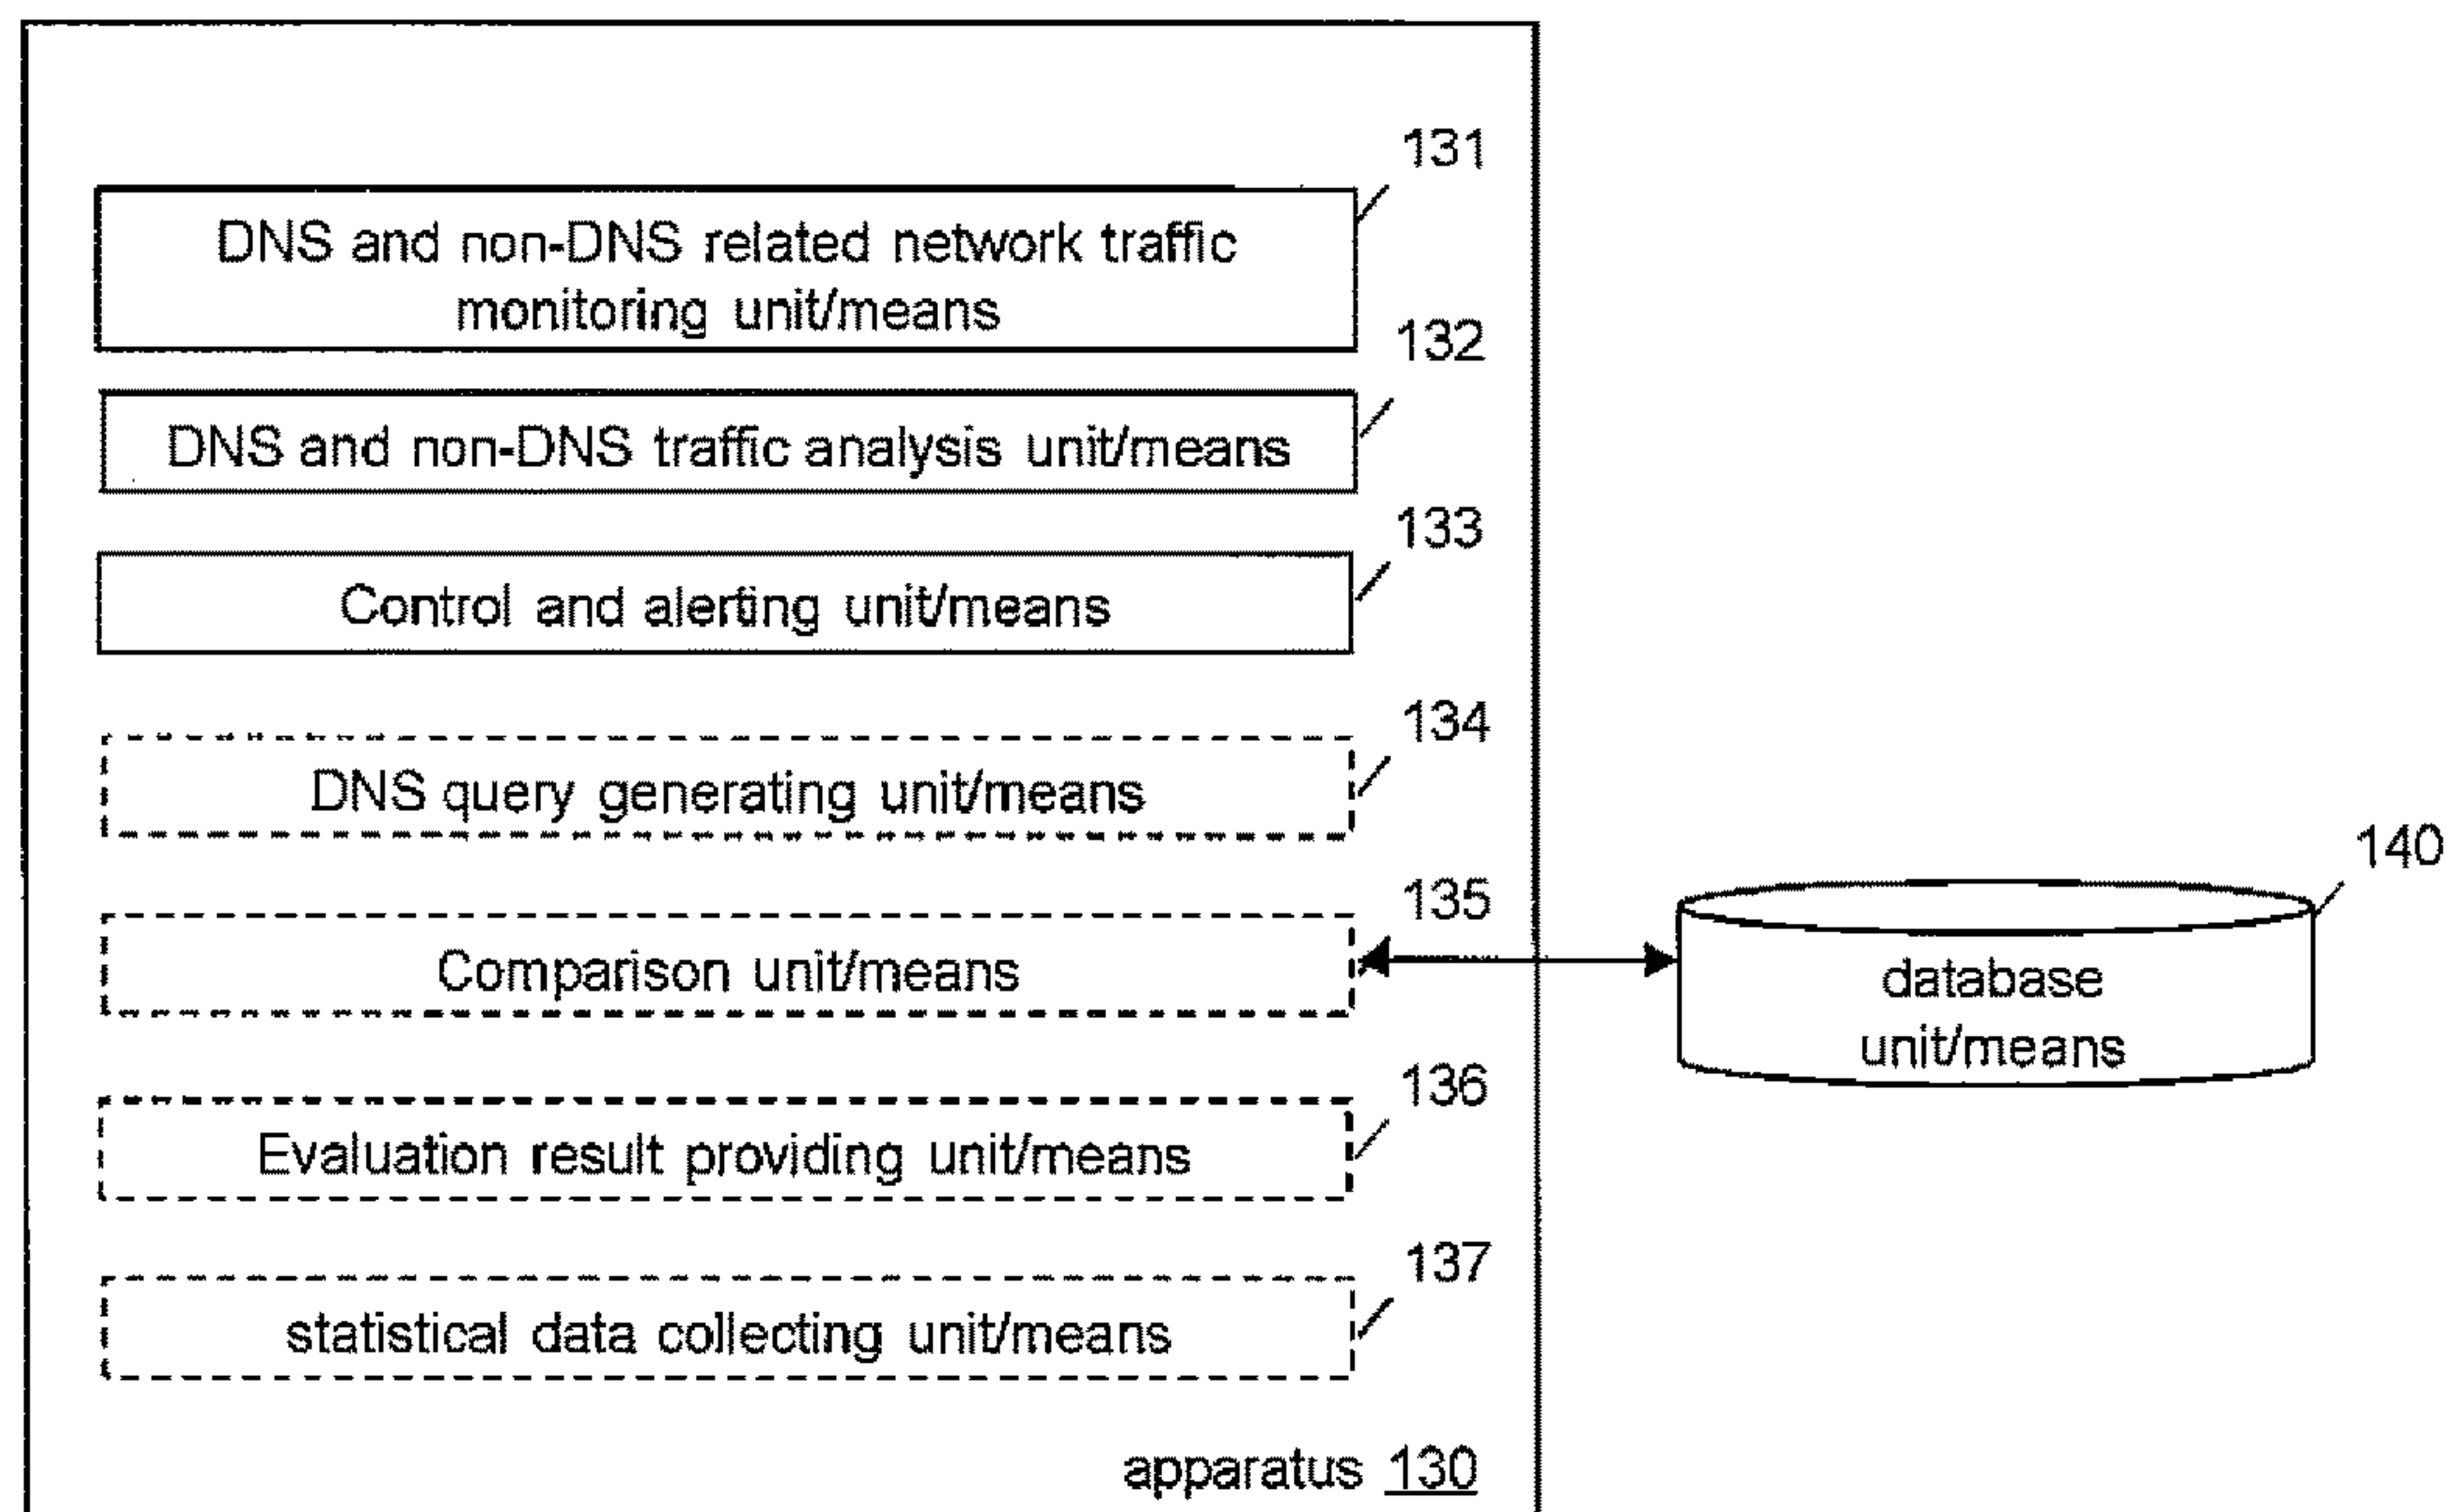 131
DNS and non-DNS related network traffic
monitoring unit/means
132
DNS and non-DNS traffic analysis unit/means
133
Control and alerting unit/means
134
DNS query generating unit/means
135
Comparison unit/means
140
database
unit/means
136
Evaluation result providing unit/means
137
statistical data collecting unit/means
apparatus 130